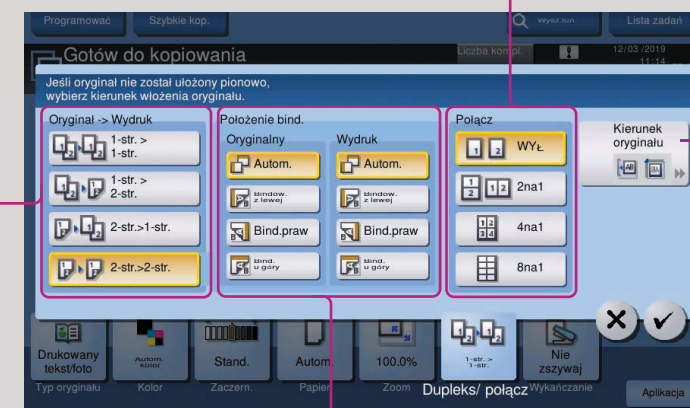 Programować
Szybkie kop.
Wysz.fun.
Lista zadań
Gotów do kopiowania
Liczba kompl.
12/03 /2019
11:14
Jeśli oryginał nie został ułożony pionowo,
wybierz kierunek włożenia oryginału.
Oryginał -> Wydruk
1-str. >
1-str.
1-str. >
2-str.
2-str.>1-str.
2-str.>2-str.
Położenie bind.
Oryginalny
Autom.
Bindow.
z lewej
Bind.praw
Bind.
u góry
Wydruk
Autom.
Bindow.
z lewej
Bind.praw
Bind.
u góry
Połącz
WYŁ
2na1
4na1
8na1
Kierunek
oryginału
Drukowany
tekst/foto
Autom.
kolor
Stand.
Autom.
100.0%
1-str. >
1-str.
Nie
zszywaj
Typ oryginału
Kolor
Zaczern.
Papier
Zoom
Dupleks/ połącz
Wykańczanie
Aplikacja